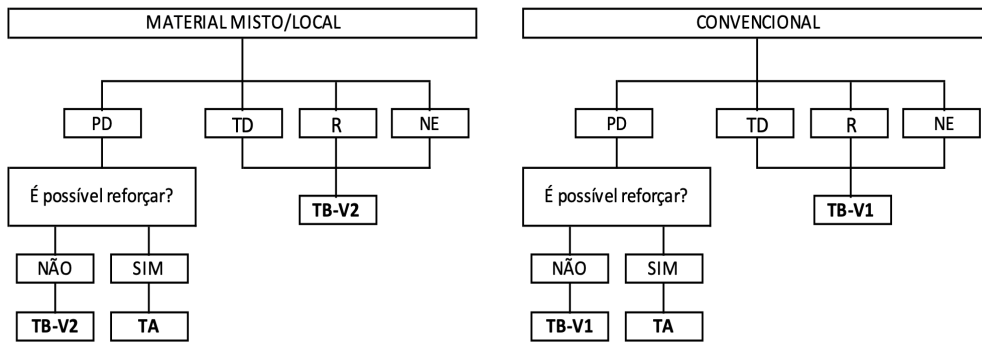 MATERIAL MISTO/LOCAL
PD
TD
R
NE
É possível reforçar?
TB-V2
NÃO
SIM
TB-V2
TA
CONVENCIONAL
PD
TD
R
NE
É possível reforçar?
TB-V1
NÃO
SIM
TB-V1
TA